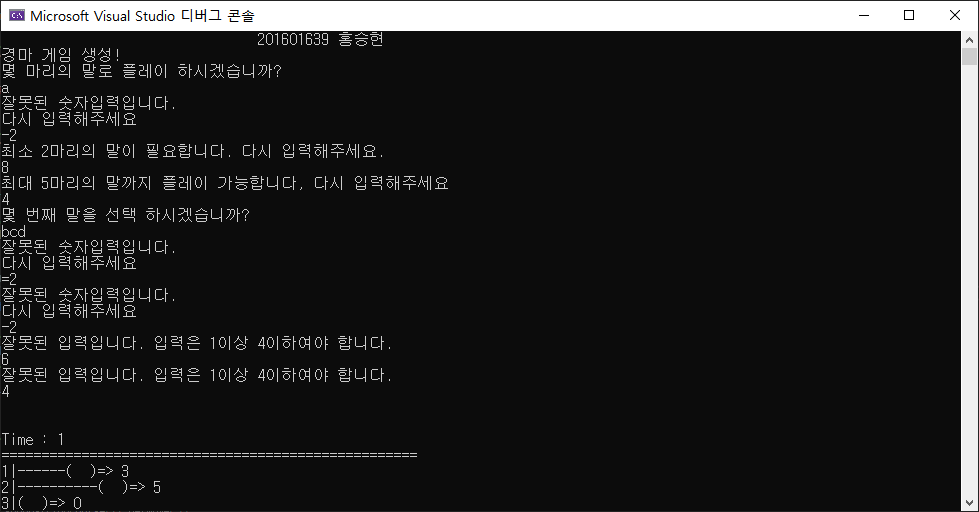 Microsoft Visual Studio 디버그 콘솔
201601639 홍승현
경마 게임 생성!
몇 마리의 말로 플레이 하시겠습니까?
a
잘못된 숫자입력입니다.
다시 입력해주세요
-2
최소 2마리의 말이 필요합니다. 다시 입력해주세요.
8
최대 5마리의 말까지 플레이 가능합니다, 다시 입력해주세요
4
몇 번째 말을 선택 하시겠습니까?
bcd
잘못된 숫자입력입니다.
다시 입력해주세요
=2
잘못된 숫자입력입니다.
다시 입력해주세요
-2
잘못된 입력입니다. 입력은 1이상 4이하여야 합니다.
6
잘못된 입력입니다. 입력은 1이상 4이하여야 합니다.
4
Time : 1
====================================================
1|------(  )=> 3
2|----------(  )=> 5
3|(  )=> 0